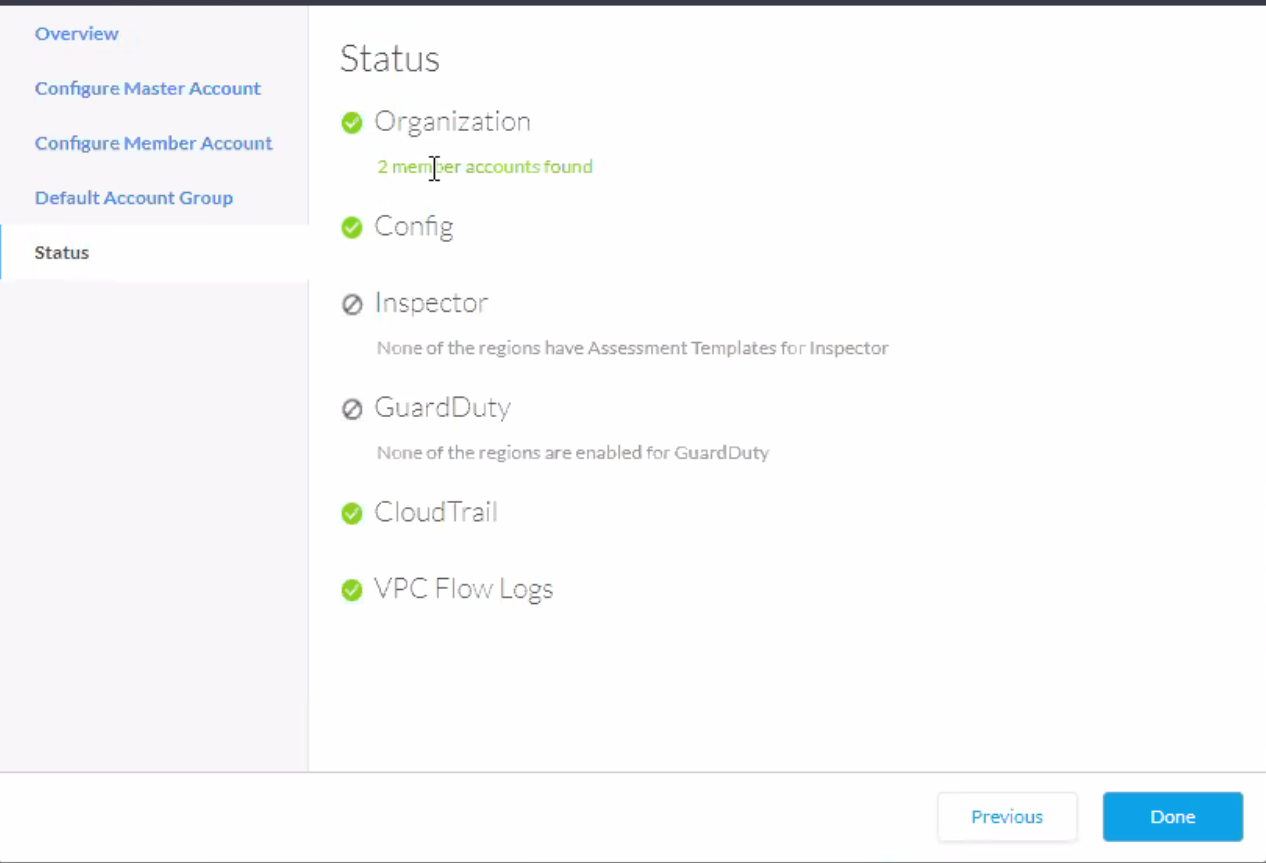 Overview
Configure Master Account
Configure Member Account
Default Account Group
Status
Status
Organization
2 member accounts found
Config
Inspector
None of the regions have Assessment Templates for Inspector
GuardDuty
None of the regions are enabled for GuardDuty
CloudTrail
VPC Flow Logs
Previous
Done